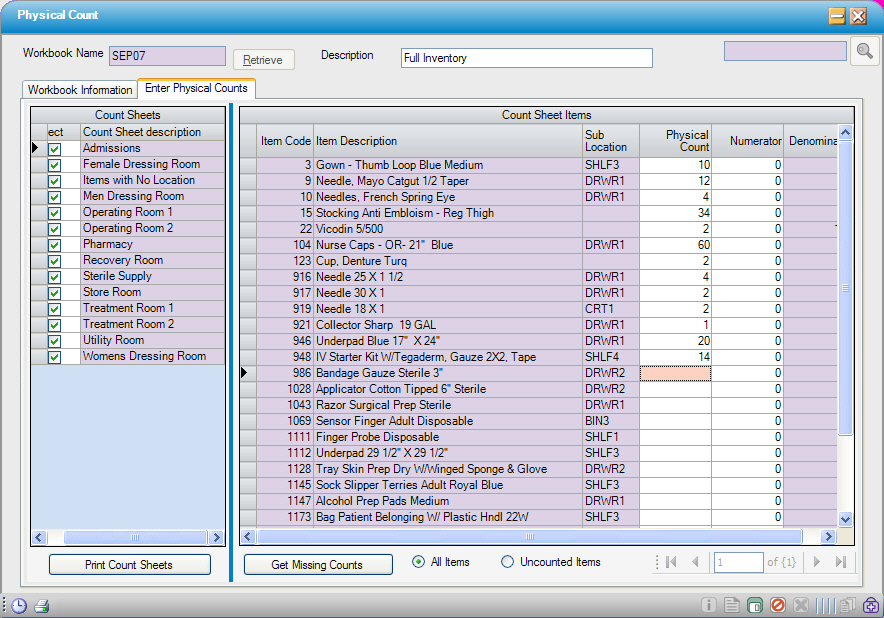 Physical Count
Workbook Name SEP07 Retrieve Description Full Inventory
Workbook Information Enter Physical Counts
Count Sheets
ect Count Sheet description
Admissions
Female Dressing Room
Items with No Location
Men Dressing Room
Operating Room 1
Operating Room 2
Pharmacy
Recovery Room
Sterile Supply
Store Room
Treatment Room 1
Treatment Room 2
Utility Room
Womens Dressing Room
Print Count Sheets
Count Sheet Items
Item Code Item Description Sub Location Physical Count Numerator Denomina
3 Gown - Thumb Loop Blue Medium SHLF3 10 0
9 Needle, Mayo Catgut 1/2 Taper DRWR1 12 0
10 Needles, French Spring Eye DRWR1 4 0
15 Stocking Anti Embloism - Reg Thigh 34 0
22 Vicodin 5/500 2 0
104 Nurse Caps - OR- 21" Blue DRWR1 60 0
123 Cup, Denture Turq 2 0
916 Needle 25 X 1 1/2 DRWR1 4 0
917 Needle 30 X 1 DRWR1 2 0
919 Needle 18 X 1 CRT1 2 0
921 Collector Sharp 19 GAL DRWR1 1 0
946 Underpad Blue 17" X 24" DRWR1 20 0
948 IV Starter Kit W/Tegaderm, Gauze 2X2, Tape SHLF4 14 0
986 Bandage Gauze Sterile 3" DRWR2 0
1028 Applicator Cotton Tipped 6" Sterile DRWR2 0
1043 Razor Surgical Prep Sterile DRWR1 0
1069 Sensor Finger Adult Disposable BIN3 0
1111 Finger Probe Disposable SHLF1 0
1112 Underpad 29 1/2" X 29 1/2" SHLF3 0
1128 Tray Skin Prep Dry W/Winged Sponge & Glove DRWR2 0
1145 Sock Slipper Terries Adult Royal Blue SHLF3 0
1147 Alcohol Prep Pads Medium DRWR1 0
1173 Bag Patient Belonging W/ Plastic Hndl 22W SHLF3 0
Get Missing Counts All Items Uncounted Items 1 of {1}